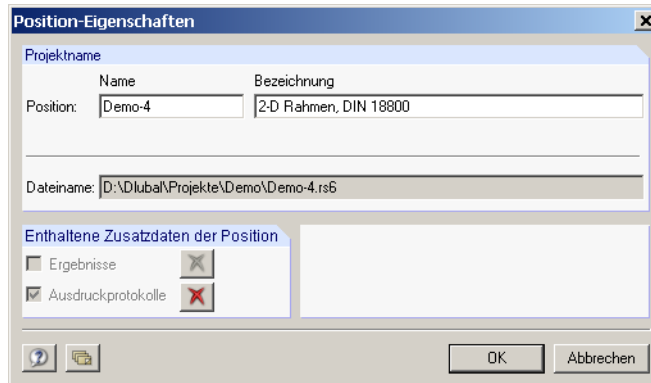 Position-Eigenschaften
Projektname
Name Bezeichnung
Position: Demo-4 2-D Rahmen, DIN 18800
Dateiname: D:\Dlubal\Projekte\Demo\Demo-4.rs6
Enthaltene Zusatzdaten der Position
Ergebnisse
Ausdruckprotokolle
OK Abbrechen